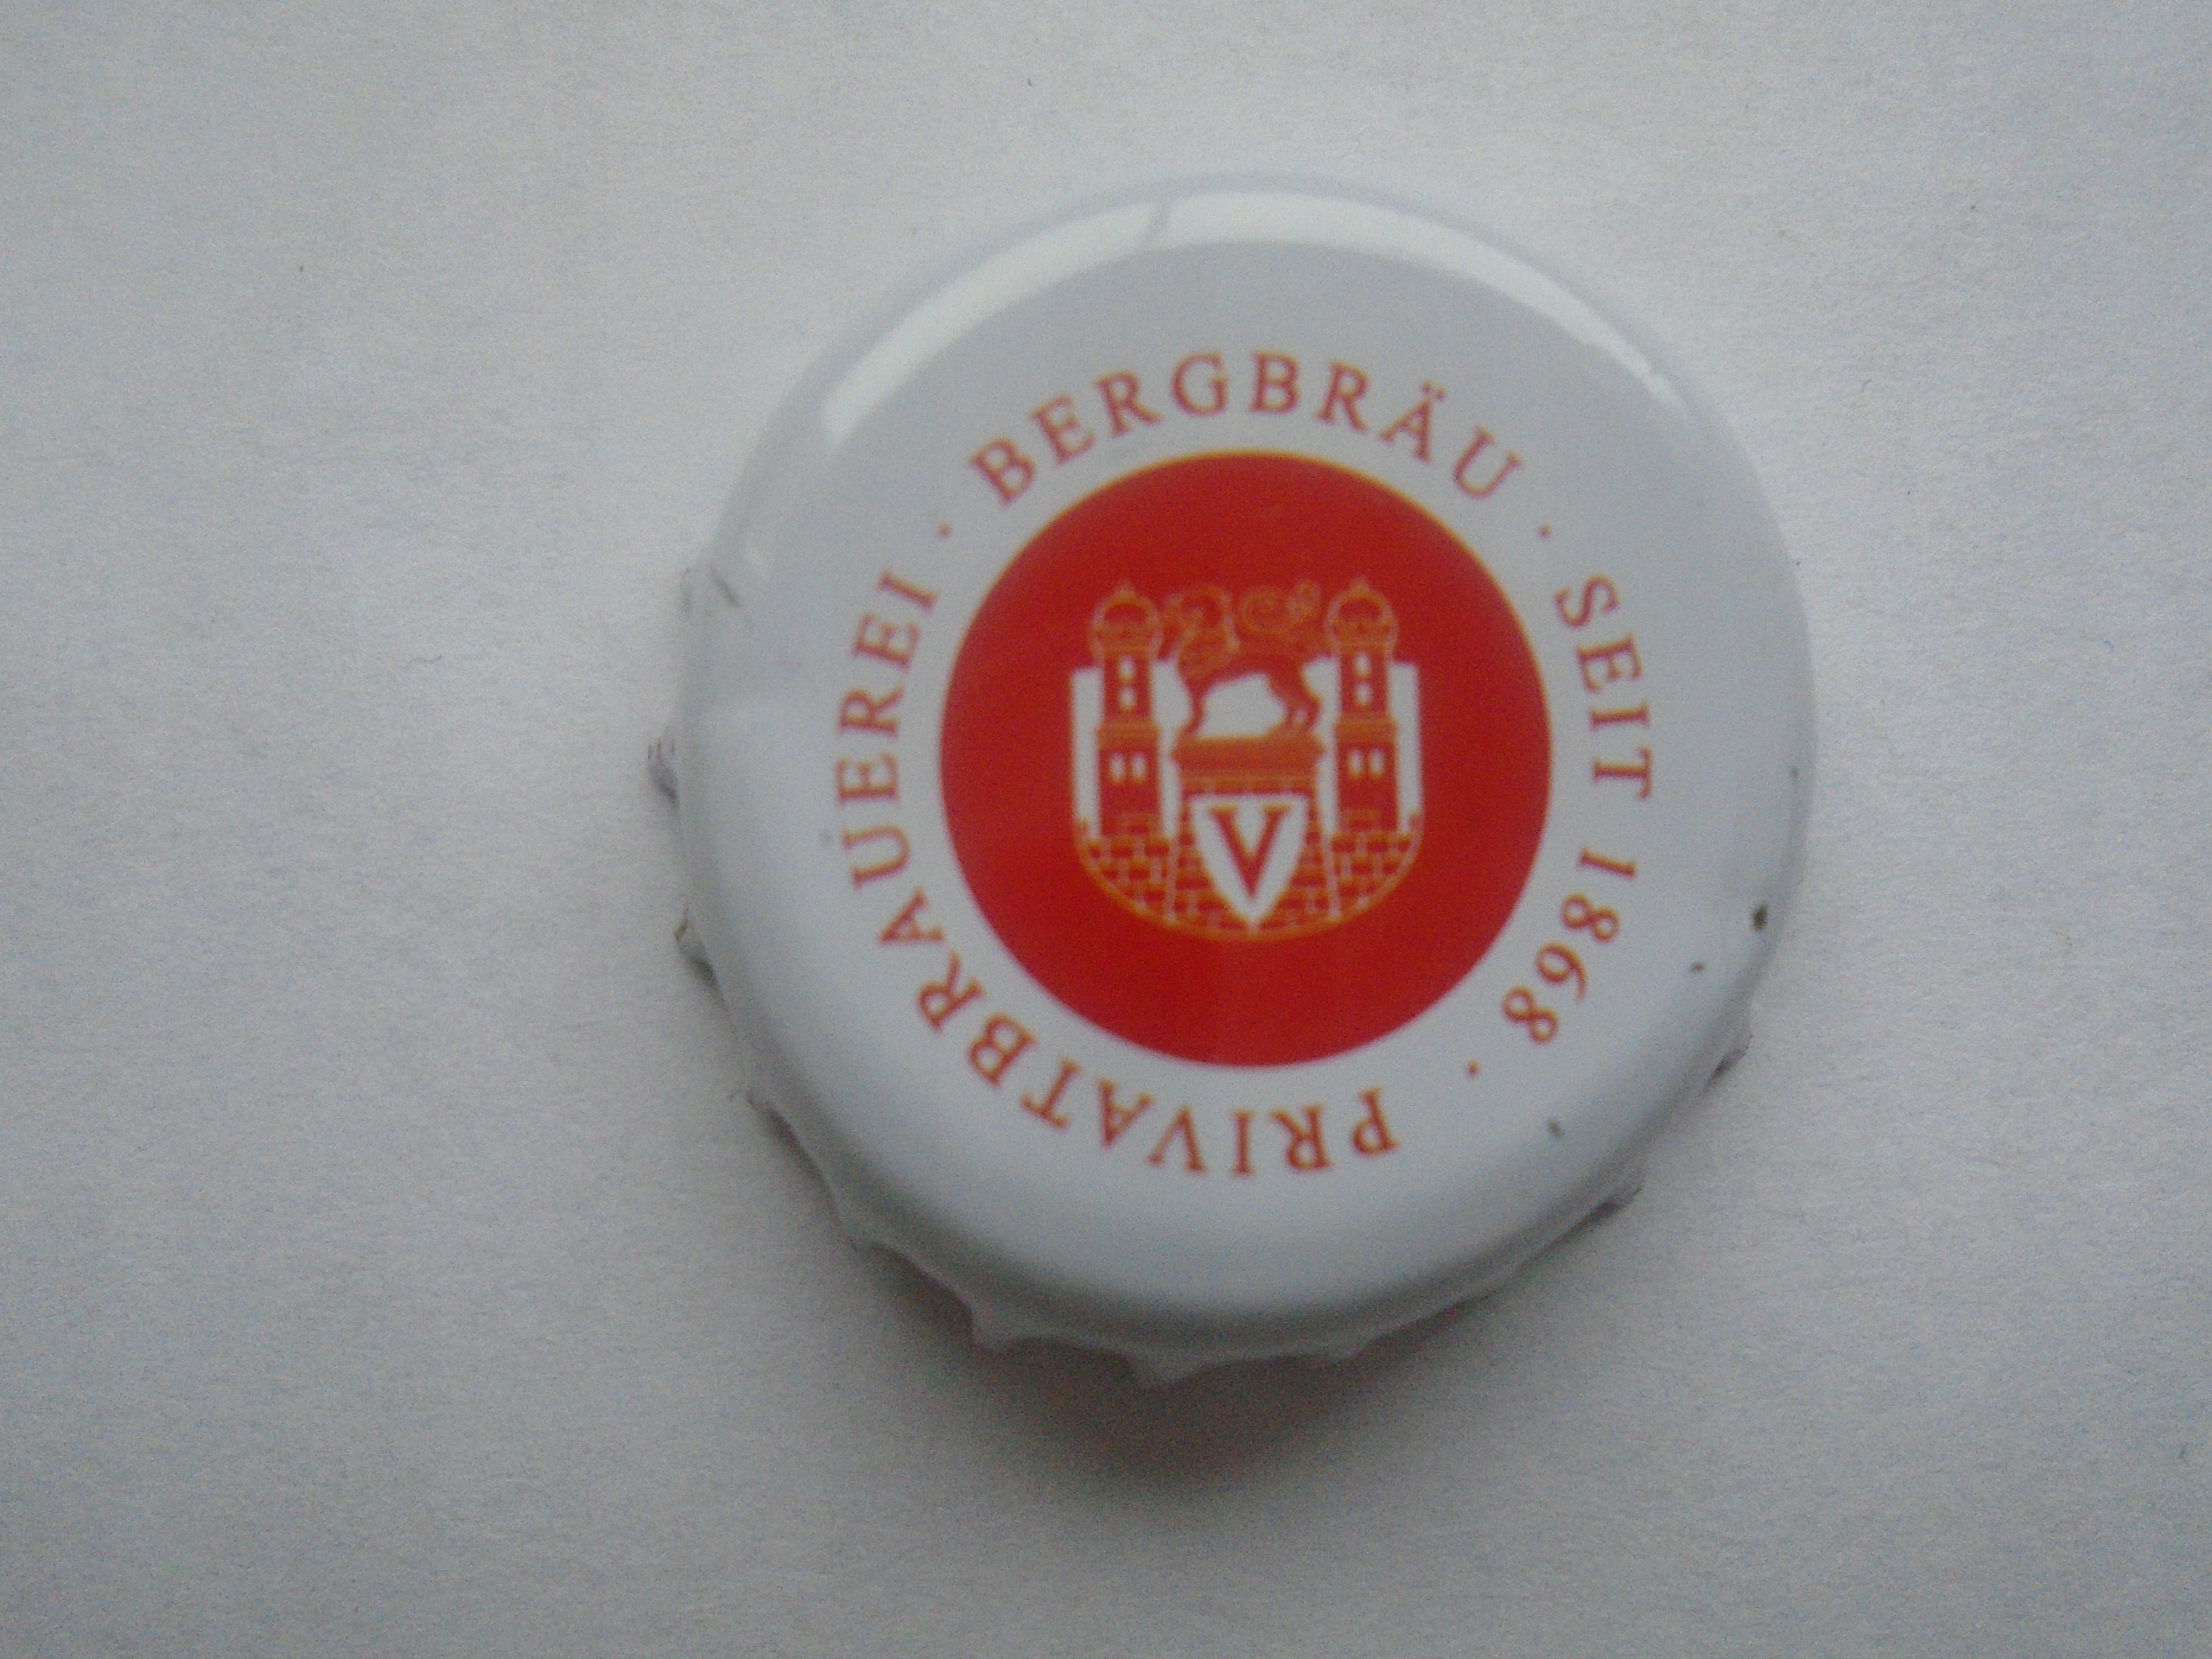 BERGBRÄU · SEIT 1868 · PRIVATBRAUEREI ·
V